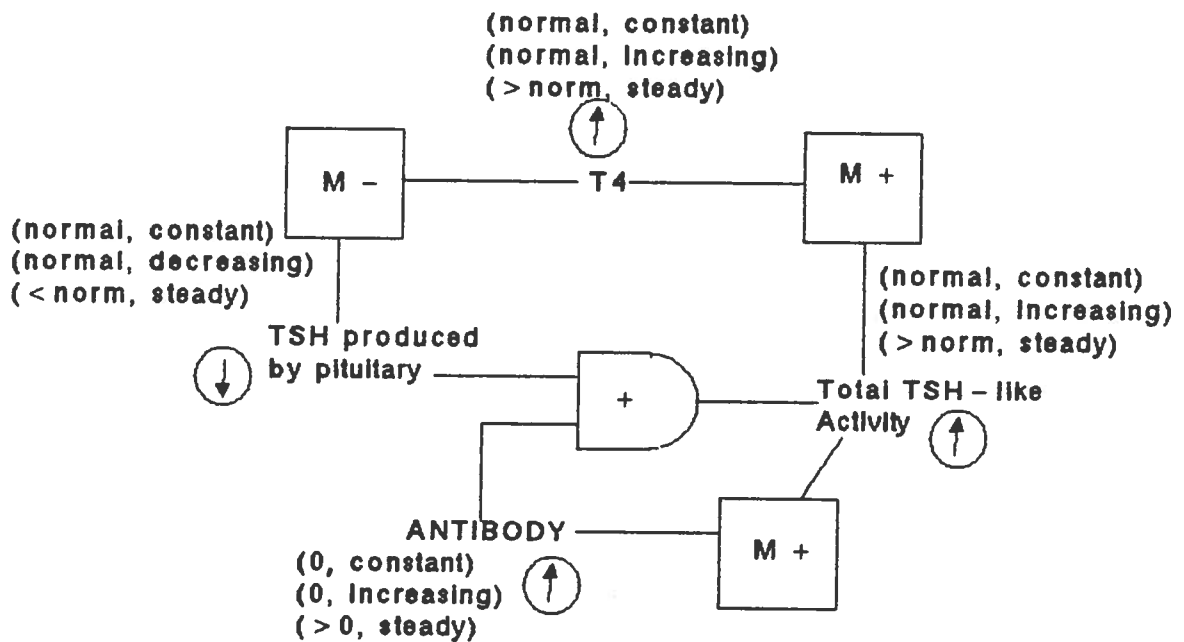 (normal, constant)
(normal, increasing)
(>norm, steady)
M -
T4
M +
(normal, constant)
(normal, decreasing)
(<norm, steady)
(normal, constant)
(normal, increasing)
(>norm, steady)
TSH produced
by pituitary
+
Total TSH-like
Activity
ANTIBODY
M +
(0, constant)
(0, increasing)
(>0, steady)